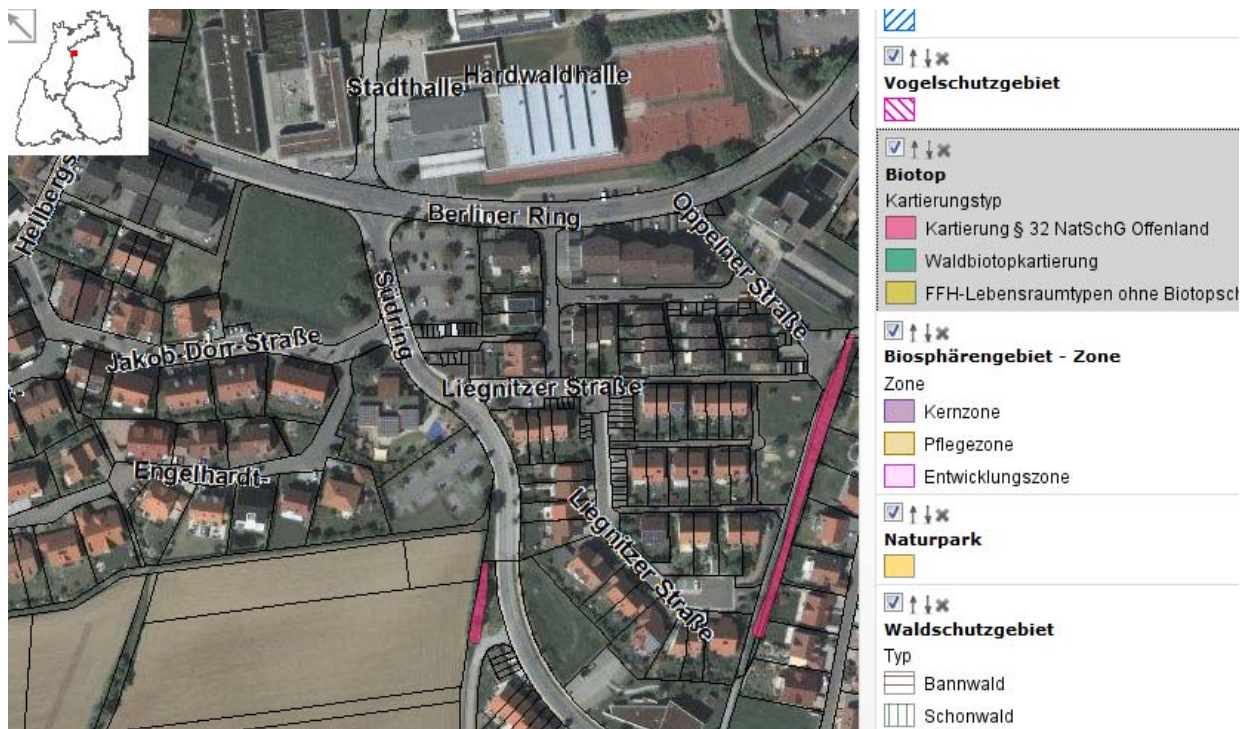 Stadthalle
Hardwaldhalle
Berliner Ring
Oppelner Straße
Südring
Jakob-Dörr-Straße
Liegnitzer Straße
Engelhardt-
Liegnitzer Straße
Vogelschutzgebiet
Biotop
Kartierungstyp
Kartierung § 32 NatSchG Offenland
Waldbiotopkartierung
FFH-Lebensraumtypen ohne Biotopsch
Biosphärengebiet - Zone
Zone
Kernzone
Pflegezone
Entwicklungszone
Naturpark
Waldschutzgebiet
Typ
Bannwald
Schonwald